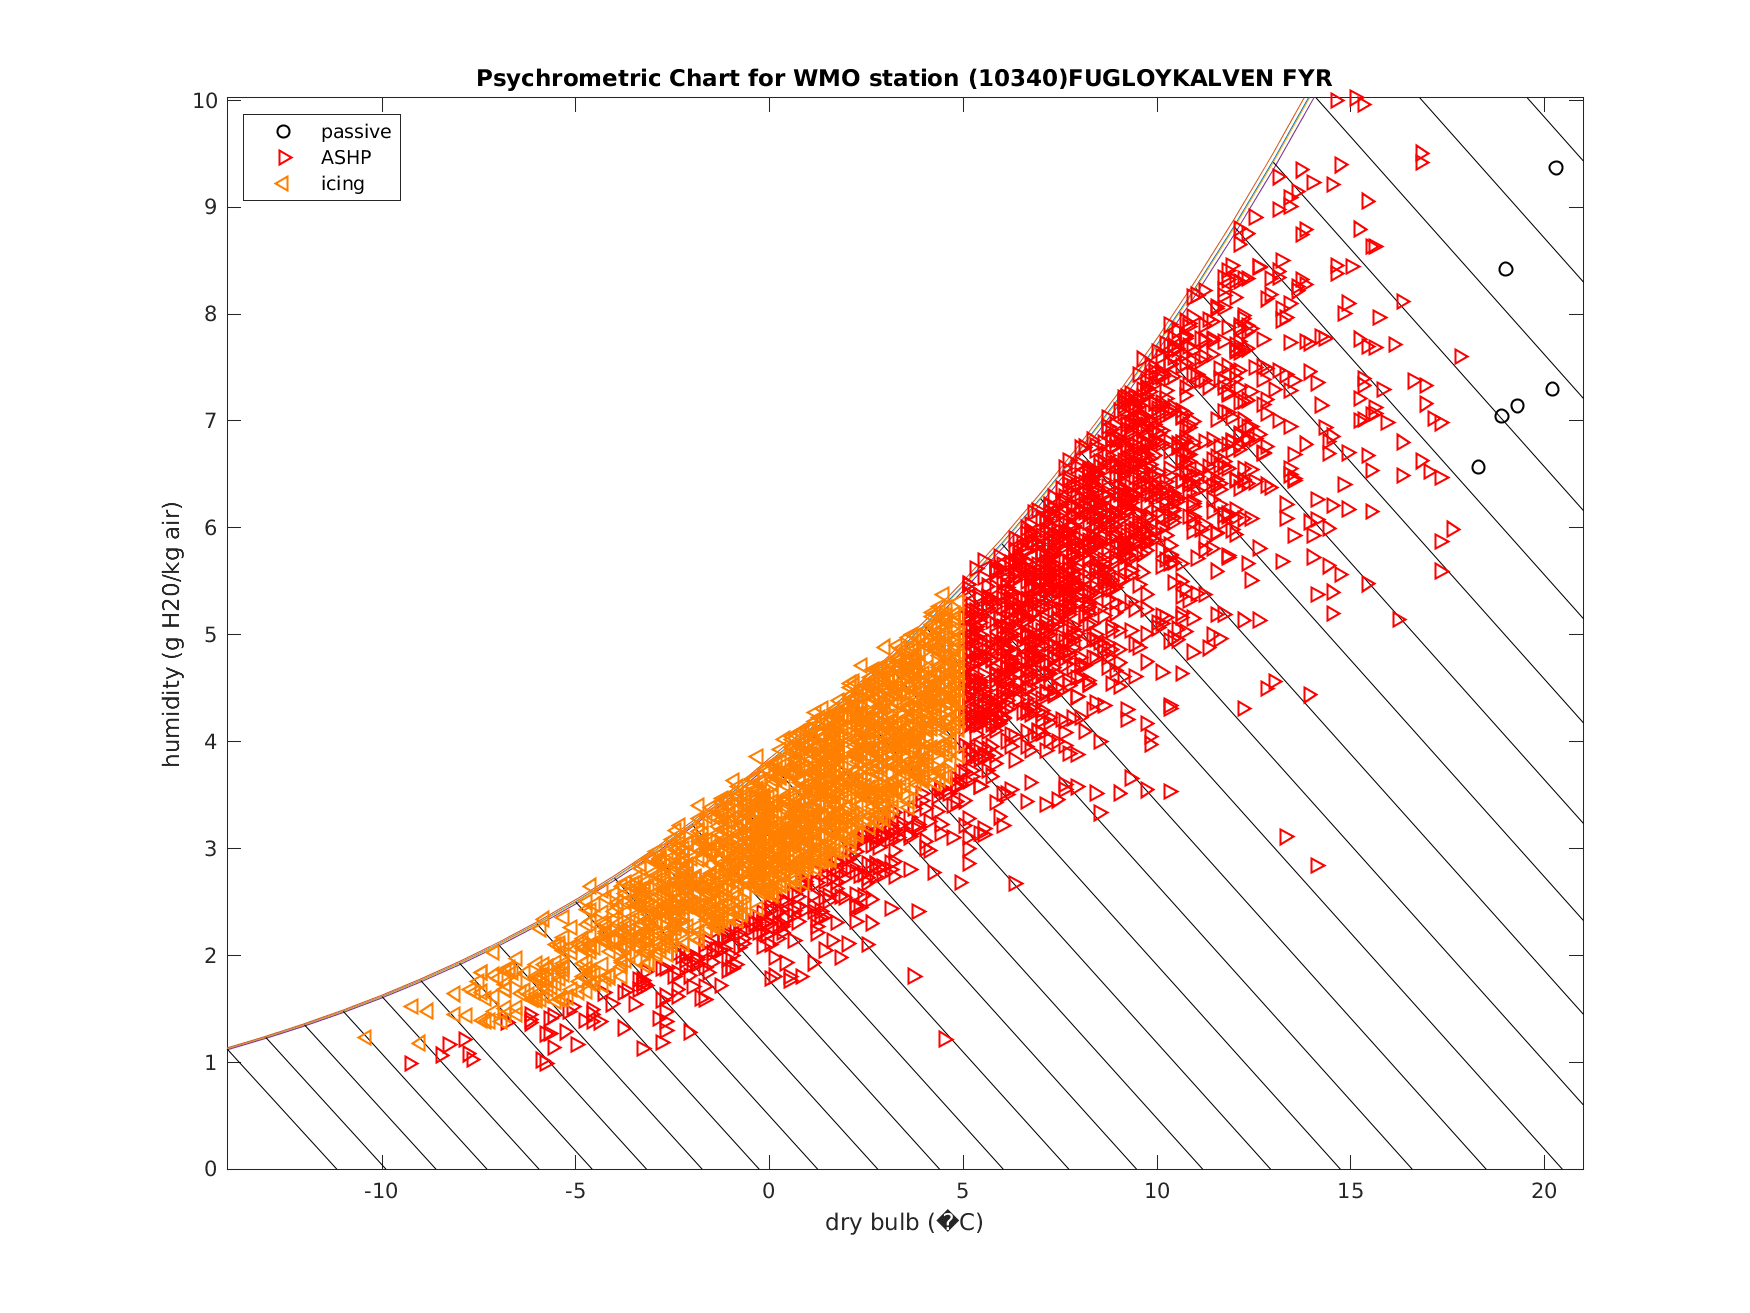 Psychrometric Chart for WMO station (10340)FUGLOYKALVEN FYR
passive
ASHP
icing
10
9
8
7
6
5
4
3
2
1
0
humidity (g H20/kg air)
-10 -5 0 5 10 15 20
dry bulb (�C)